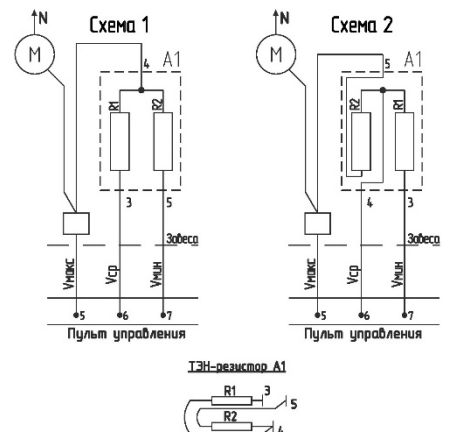 Схема 1
Схема 2
N
N
М
М
4
A1
5
A1
R1
R2
R2
R1
3
5
4
3
Завеса
Завеса
Vмакс
Vср
Vмин
Vмакс
Vср
Vмин
5
6
7
5
6
7
Пульт управления
Пульт управления
ТЭН-резистор А1
R1
3
5
R2
4